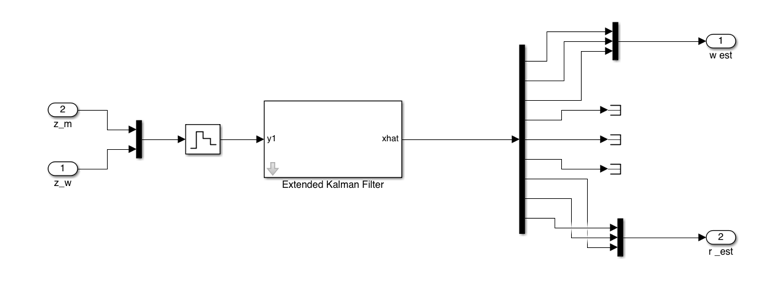 1
w est
2
z_m
y1
xhat
1
z_w
Extended Kalman Filter
2
r _est